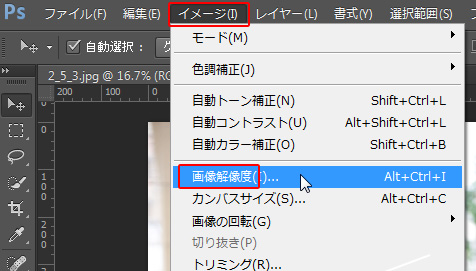 Ps ファイル(F) 編集(E) イメージ(I) レイヤー(L) 書式(Y) 選択範囲(S)
自動選択：
モード(M)
色調補正(J)
2_5_3.jpg @ 16.7% (RG
自動トーン補正(N) Shift+Ctrl+L
自動コントラスト(U) Alt+Shift+Ctrl+L
自動カラー補正(O) Shift+Ctrl+B
画像解像度(I)... Alt+Ctrl+I
カンバスサイズ(S)... Alt+Ctrl+C
画像の回転(G)
切り抜き(P)
トリミング(R)...
200 100
0
100
200